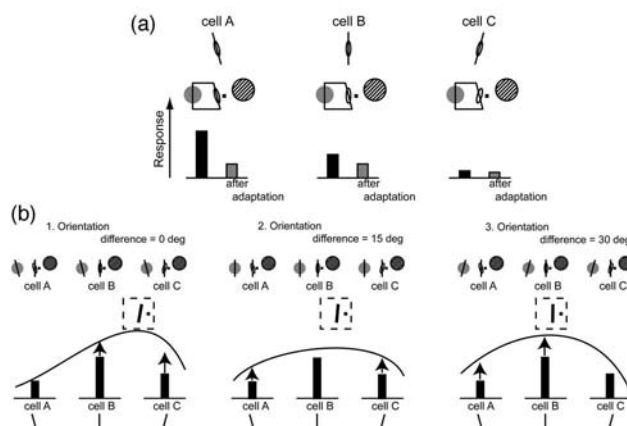 (a)
cell A cell B cell C
Response
after after after
adaptation adaptation adaptation
(b)
1. Orientation 2. Orientation 3. Orientation
difference = 0 deg difference = 15 deg difference = 30 deg
cell A cell B cell C cell A cell B cell C cell A cell B cell C
cell A cell B cell C cell A cell B cell C cell A cell B cell C